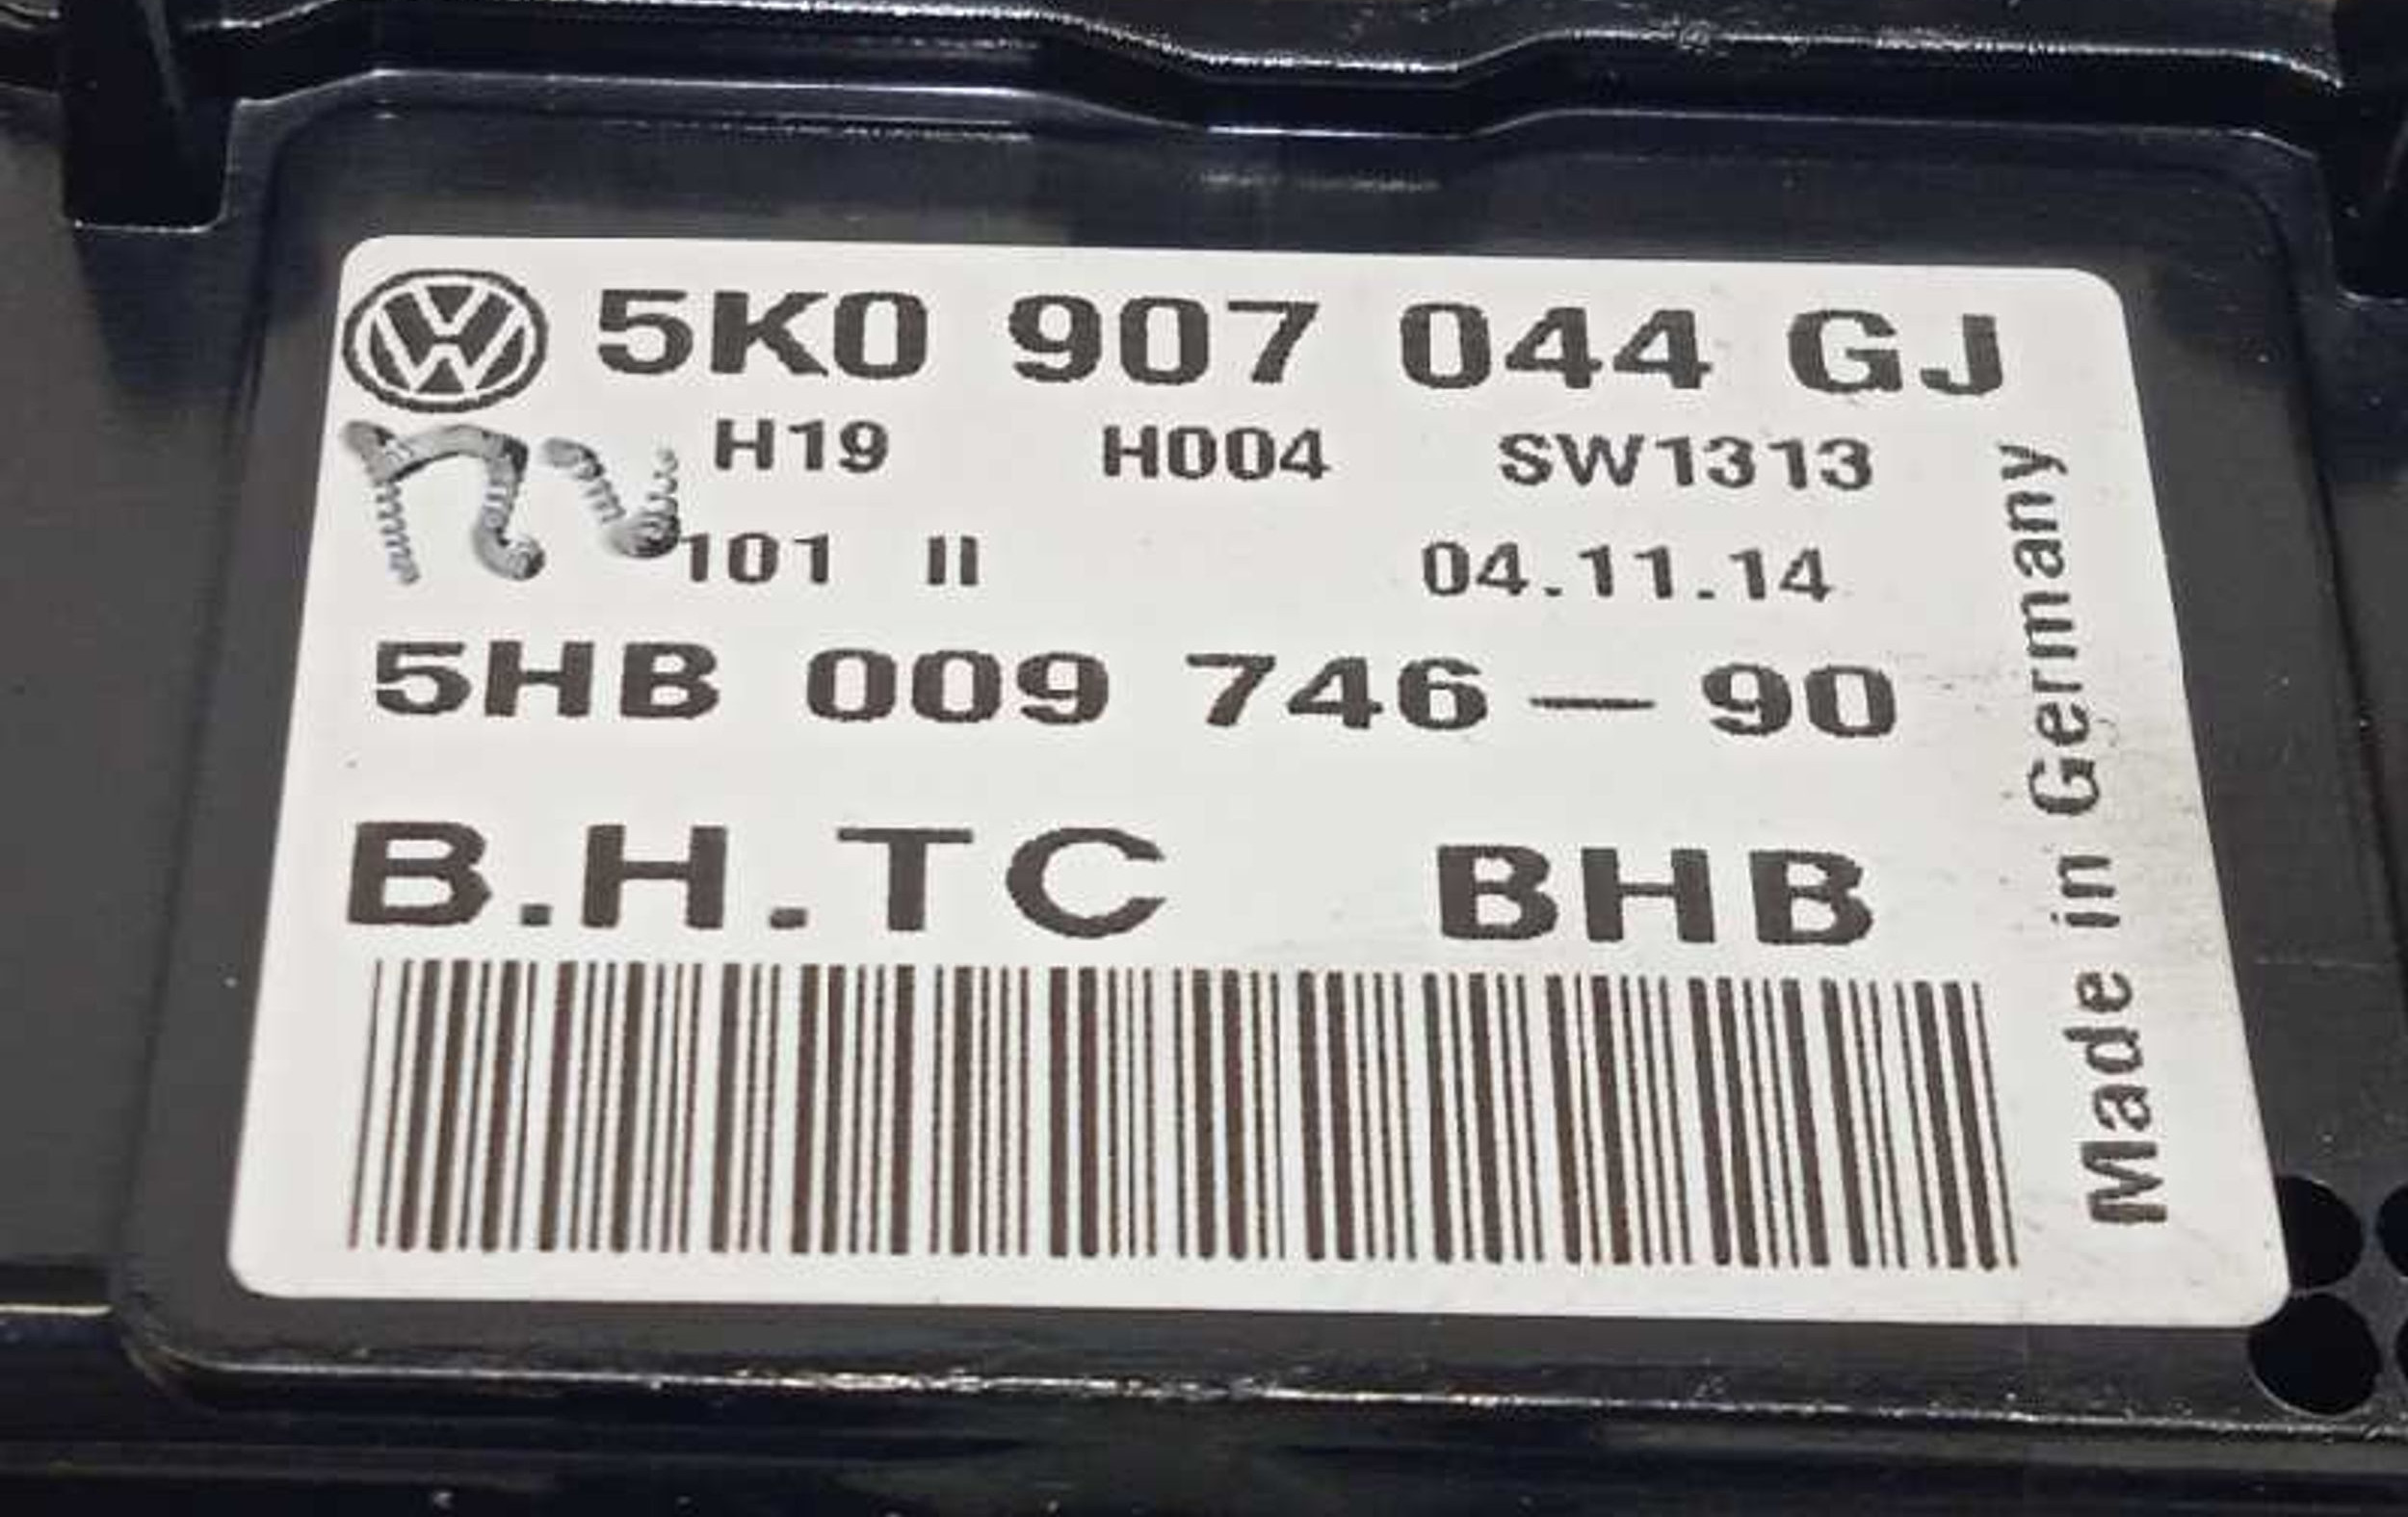 5K0 907 044 GJ
H19 H004 SW1313
101 II 04.11.14
5HB 009 746-90
B.H.TC BHB
Made in Germany